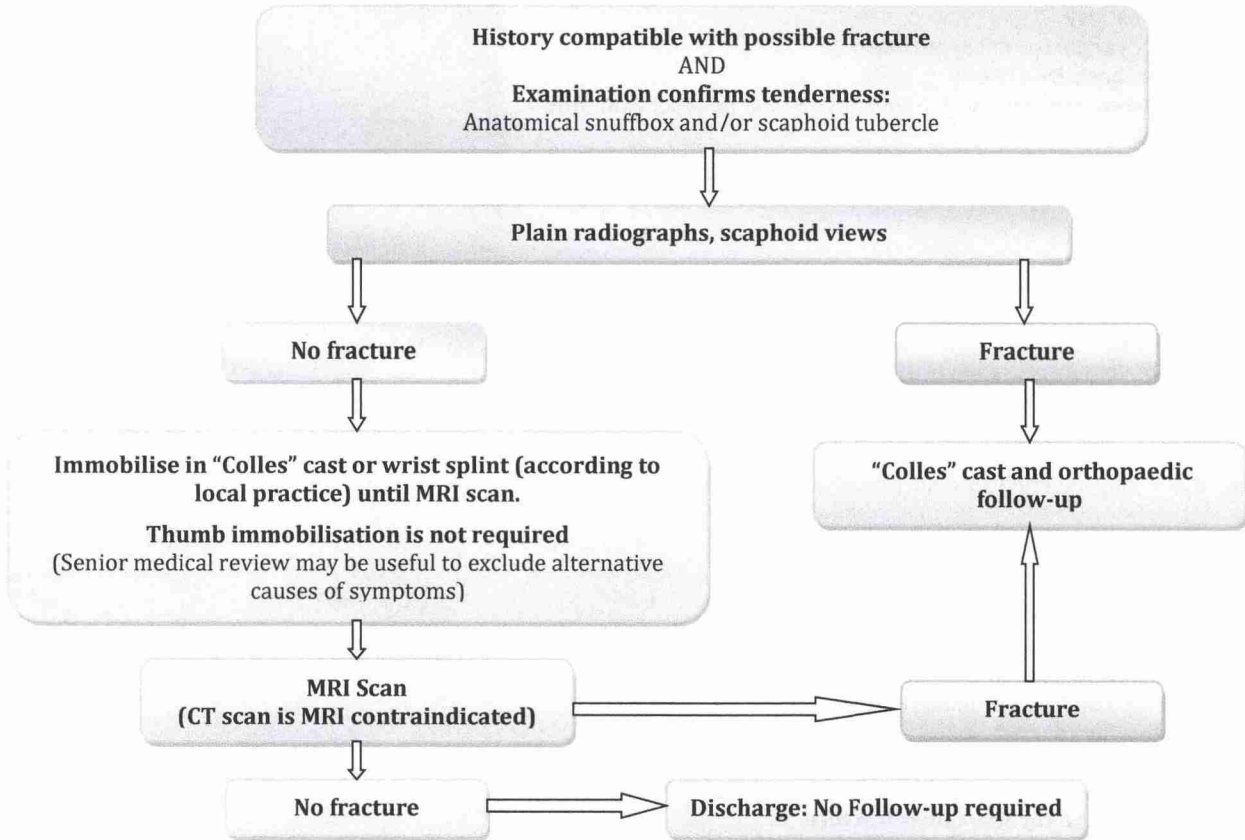 History compatible with possible fracture
AND
Examination confirms tenderness:
Anatomical snuffbox and/or scaphoid tubercle
Plain radiographs, scaphoid views
No fracture
Fracture
Immobilise in “Colles” cast or wrist splint (according to
local practice) until MRI scan.
Thumb immobilisation is not required
(Senior medical review may be useful to exclude alternative
causes of symptoms)
“Colles” cast and orthopaedic
follow-up
MRI Scan
(CT scan is MRI contraindicated)
Fracture
No fracture
Discharge: No Follow-up required